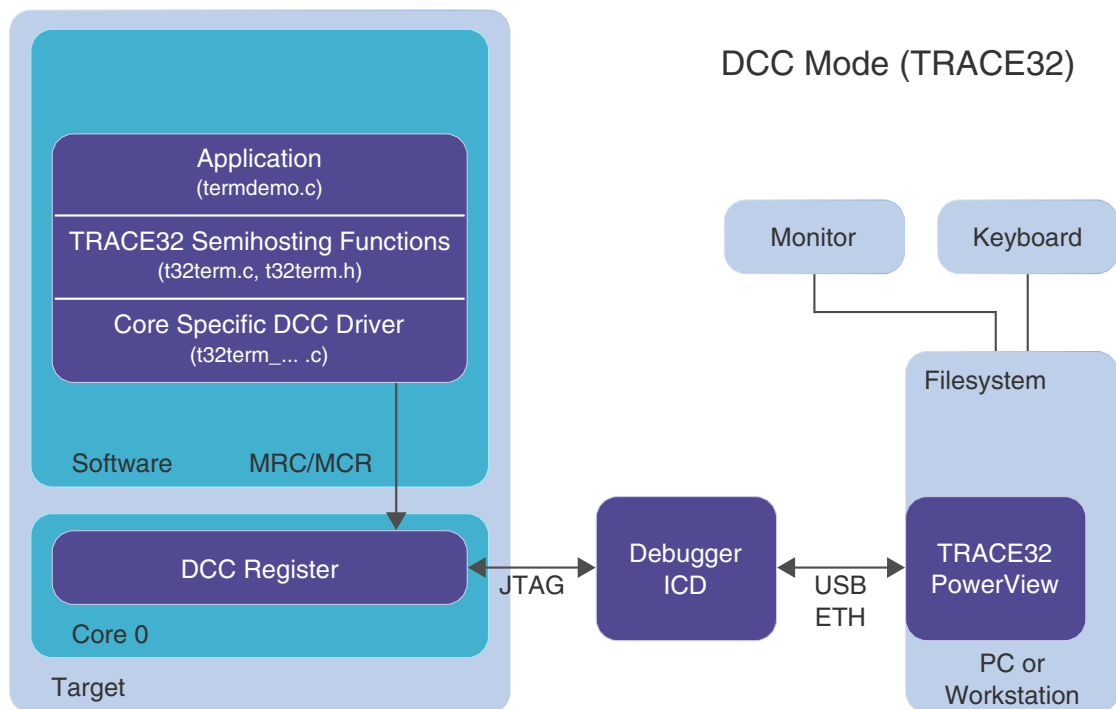 DCC Mode (TRACE32)
Application
(termdemo.c)
TRACE32 Semihosting Functions
(t32term.c, t32term.h)
Core Specific DCC Driver
(t32term_... .c)
Software
MRC/MCR
DCC Register
Core 0
Target
JTAG
Debugger
ICD
USB
ETH
Monitor
Keyboard
Filesystem
TRACE32
PowerView
PC or
Workstation